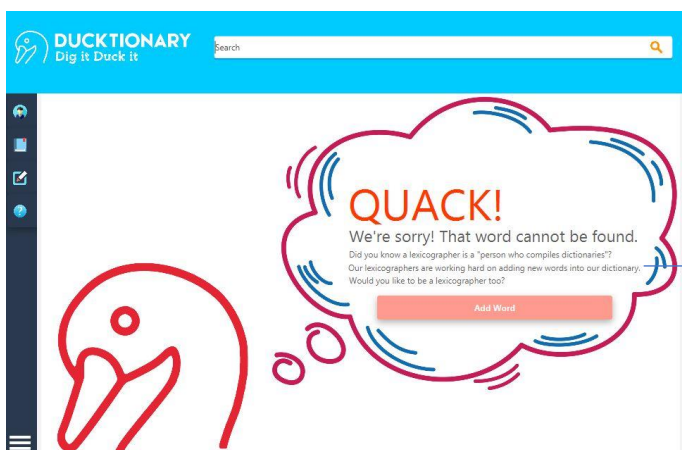 DUCKTIONARY
Dig it Duck it
Search
QUACK!
We're sorry! That word cannot be found.
Did you know a lexicographer is a "person who compiles dictionaries"?
Our lexicographers are working hard on adding new words into our dictionary.
Would you like to be a lexicographer too?
Add Word